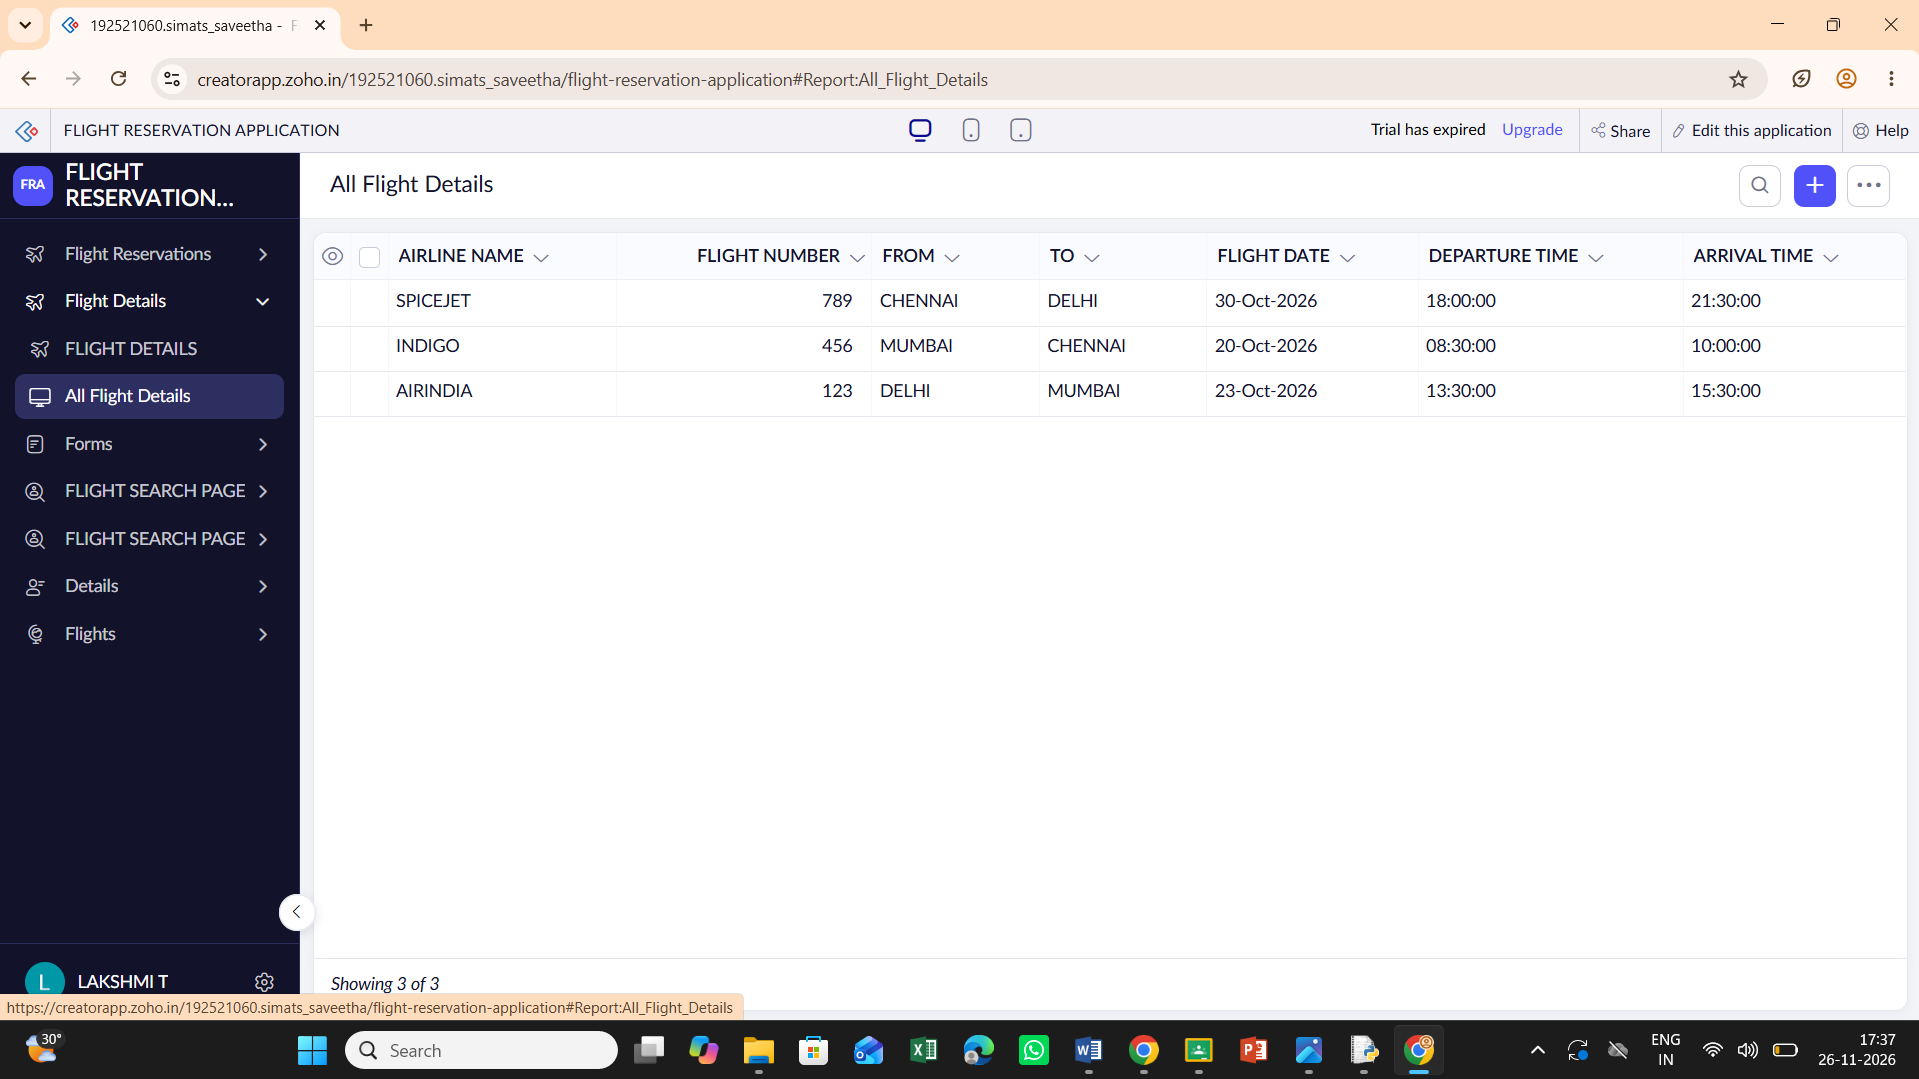 192521060.simats_saveetha - F
creatorapp.zoho.in/192521060.simats_saveetha/flight-reservation-application#Report:All_Flight_Details
FLIGHT RESERVATION APPLICATION
Trial has expired Upgrade Share Edit this application Help
FRA
FLIGHT
RESERVATION...
All Flight Details
Flight Reservations
Flight Details
FLIGHT DETAILS
All Flight Details
Forms
FLIGHT SEARCH PAGE
FLIGHT SEARCH PAGE
Details
Flights
AIRLINE NAME FLIGHT NUMBER FROM TO FLIGHT DATE DEPARTURE TIME ARRIVAL TIME
SPICEJET 789 CHENNAI DELHI 30-Oct-2026 18:00:00 21:30:00
INDIGO 456 MUMBAI CHENNAI 20-Oct-2026 08:30:00 10:00:00
AIRINDIA 123 DELHI MUMBAI 23-Oct-2026 13:30:00 15:30:00
L LAKSHMI T
Showing 3 of 3
https://creatorapp.zoho.in/192521060.simats_saveetha/flight-reservation-application#Report:All_Flight_Details
30°
Search
ENG
IN
17:37
26-11-2026